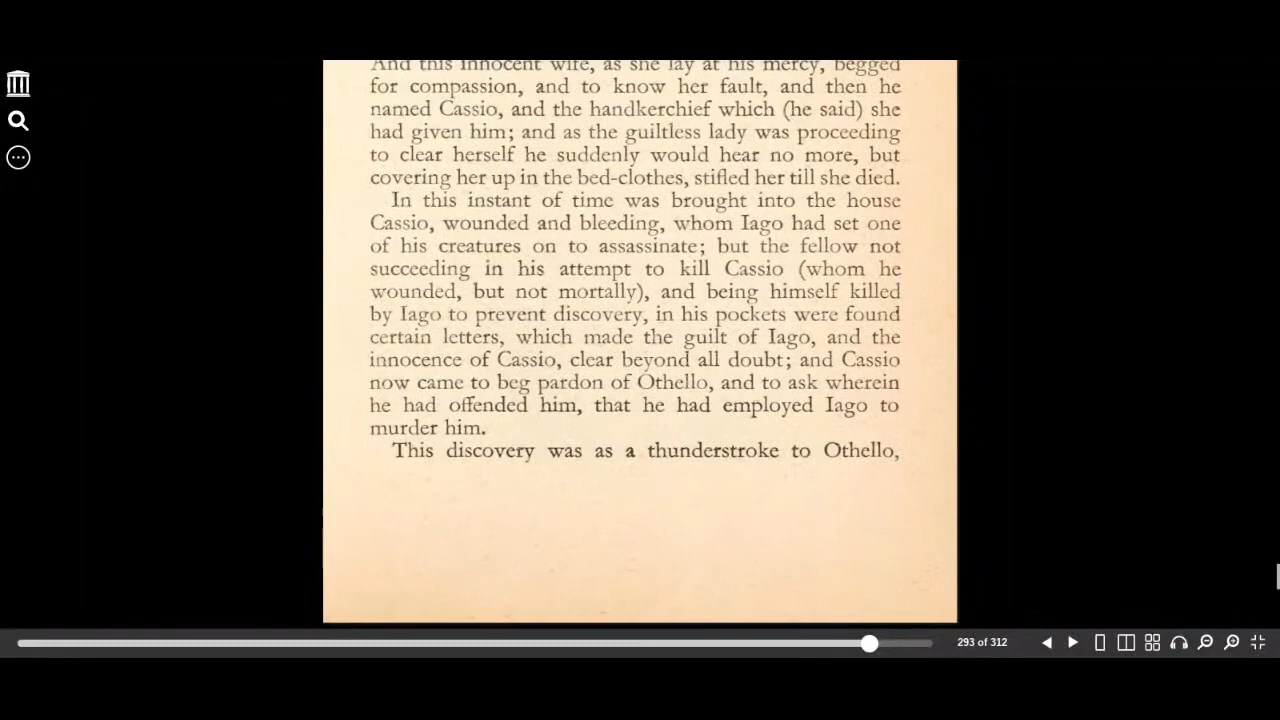 And this innocent wife, as she lay at his mercy, begged
for compassion, and to know her fault, and then he
named Cassio, and the handkerchief which (he said) she
had given him; and as the guiltless lady was proceeding
to clear herself he suddenly would hear no more, but
covering her up in the bed-clothes, stifled her till she died.
In this instant of time was brought into the house
Cassio, wounded and bleeding, whom Iago had set one
of his creatures on to assassinate; but the fellow not
succeeding in his attempt to kill Cassio (whom he
wounded, but not mortally), and being himself killed
by Iago to prevent discovery, in his pockets were found
certain letters, which made the guilt of Iago, and the
innocence of Cassio, clear beyond all doubt; and Cassio
now came to beg pardon of Othello, and to ask wherein
he had offended him, that he had employed Iago to
murder him.
This discovery was as a thunderstroke to Othello,
293 of 312